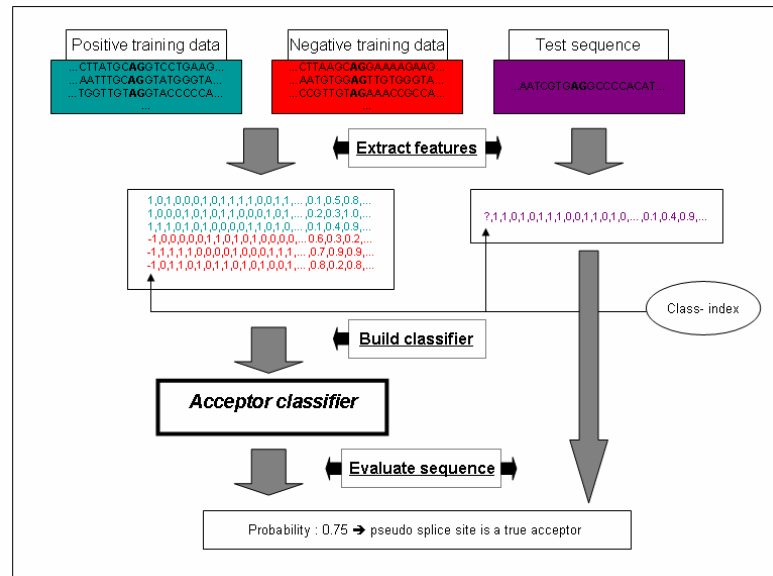 Positive training data
Negative training data
Test sequence
...CTTATGCAGGTCCTGAAG...
...AATTTGCAGGTATGGGTA...
...TGGTTGTAGGTACCCCCA...
...
...CTTAAGCAGGAAAAGAAG...
...AATGTGGAGTTGTGGGTA...
...CCGTTGTAGAAACCGCCA...
...
...AATCGTGAGGCCCCACAT...
Extract features
1,0,1,0,0,0,1,0,1,1,1,1,0,0,1,1,...,0.1,0.5,0.8,...
1,0,0,0,1,0,1,0,1,1,0,0,0,1,0,1,...,0.2,0.3,1.0,...
1,1,1,0,1,0,1,0,0,0,0,1,1,0,1,0,...,0.1,0.4,0.9,...
-1,0,0,0,0,0,1,1,0,1,0,1,0,0,0,0,...0.6,0.3,0.2,...
-1,1,1,1,1,0,0,0,0,1,0,0,0,1,1,1,...,0.7,0.9,0.9,...
-1,0,1,1,0,1,0,1,1,0,1,0,1,0,0,1,...,0.8,0.2,0.8,...
?,1,1,0,1,0,1,1,1,0,0,1,1,0,1,0,...,0.1,0.4,0.9,...
Class- index
Build classifier
Acceptor classifier
Evaluate sequence
Probability : 0.75 ➔ pseudo splice site is a true acceptor